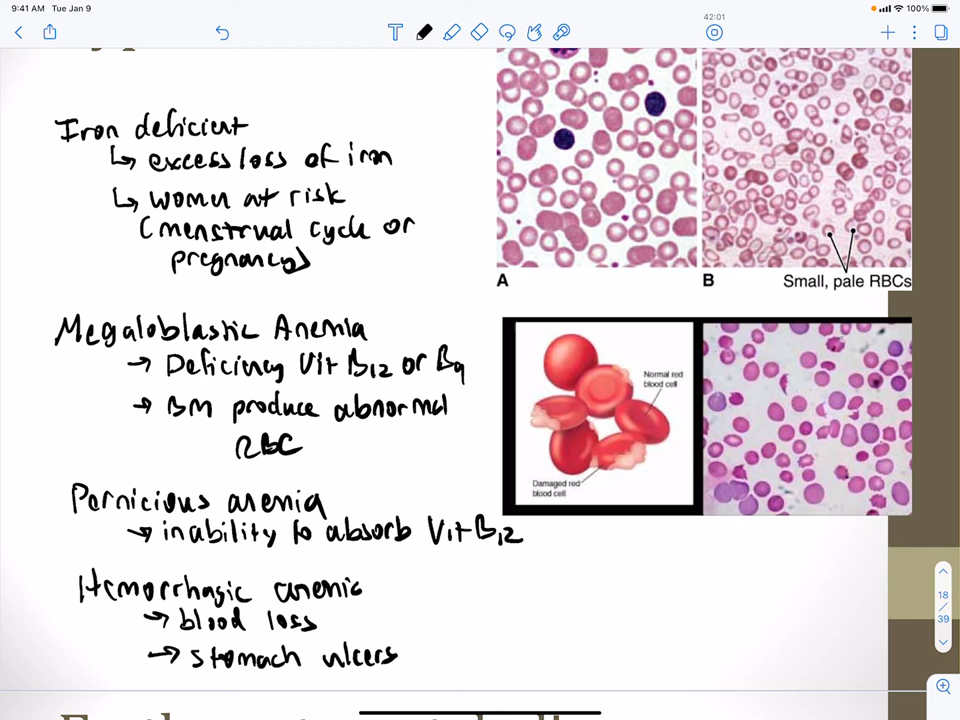 9:41 AM Tue Jan 9
42:01
100%
Iron deficient
↳ excess loss of iron
↳ women at risk
(menstrual cycle or
pregnancy)
A
B
Small, pale RBCs
Megaloblastic Anemia
→ Deficiency Vit B12 or B9
→ BM produce abnormal
RBC
Normal red
blood cell
Damaged red
blood cell
Pernicious anemia
→ inability to absorb Vit B12
Hemorrhagic anemia
→ blood loss
→ stomach ulcers
18
/
39